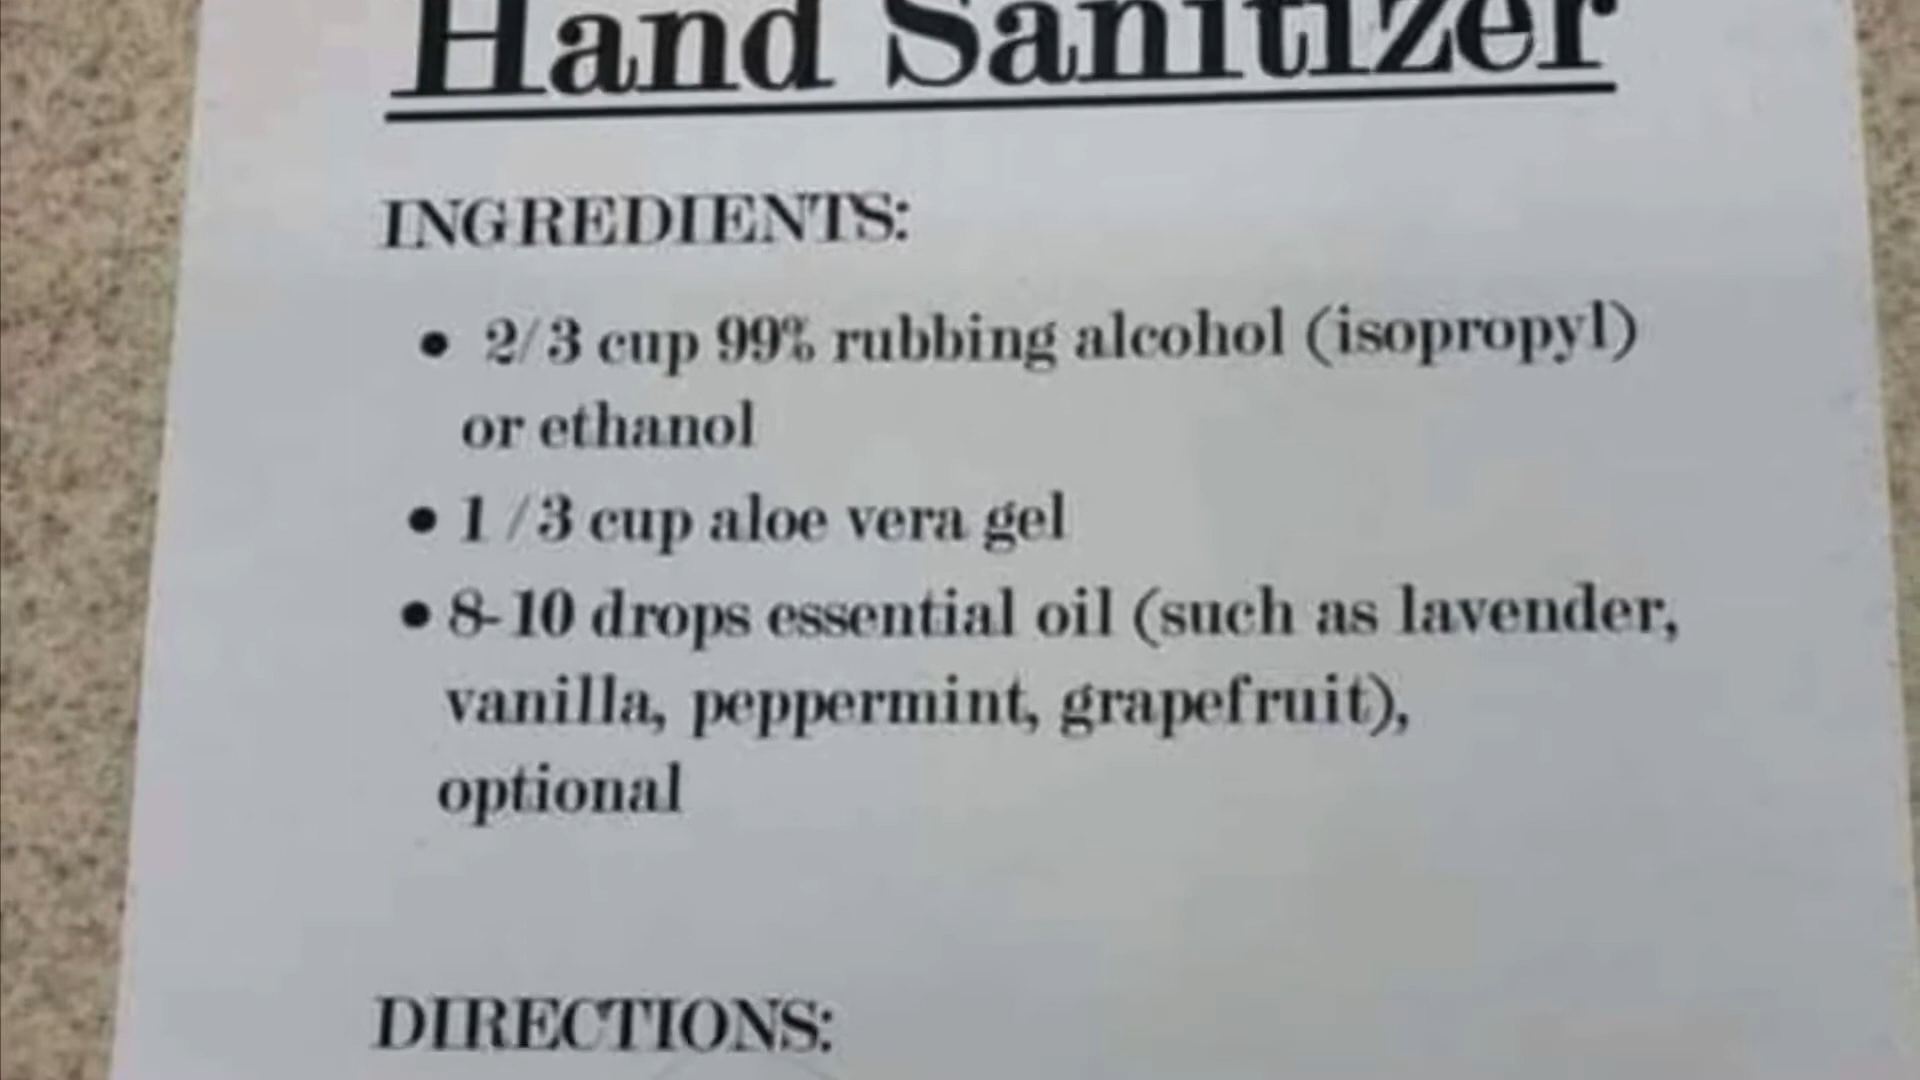 Hand Sanitizer
INGREDIENTS:
• 2/3 cup 99% rubbing alcohol (isopropyl)
or ethanol
• 1/3 cup aloe vera gel
• 8-10 drops essential oil (such as lavender,
vanilla, peppermint, grapefruit),
optional
DIRECTIONS: